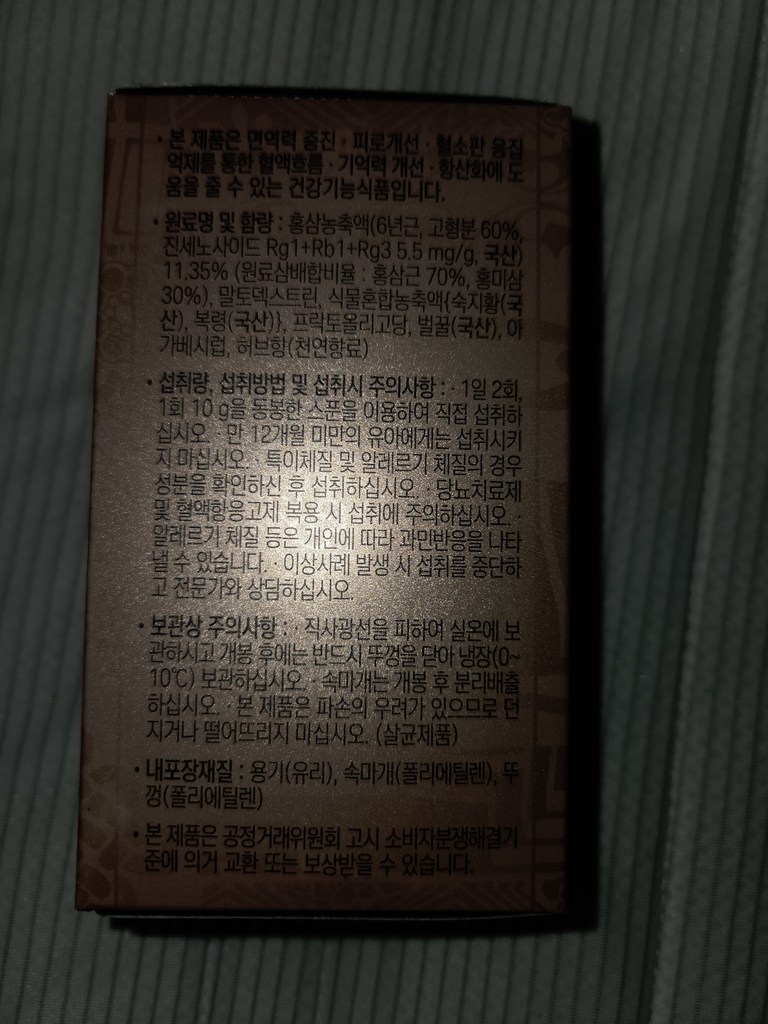 • 본 제품은 면역력 증진 · 피로개선 · 혈소판 응집
억제를 통한 혈액흐름 · 기억력 개선 · 항산화에 도
움을 줄 수 있는 건강기능식품입니다.
• 원료명 및 함량 : 홍삼농축액(6년근, 고형분 60%,
진세노사이드 Rg1+Rb1+Rg3 5.5 mg/g, 국산)
11.35% (원료삼배합비율 : 홍삼근 70%, 홍미삼
30%), 말토덱스트린, 식물혼합농축액{숙지황(국
산), 복령(국산)}, 프락토올리고당, 벌꿀(국산), 아
가베시럽, 허브향(천연향료)
• 섭취량, 섭취방법 및 섭취시 주의사항 : · 1일 2회,
1회 10 g을 동봉한 스푼을 이용하여 직접 섭취하
십시오. · 만 12개월 미만의 유아에게는 섭취시키
지 마십시오. · 특이체질 및 알레르기 체질의 경우
성분을 확인하신 후 섭취하십시오. · 당뇨치료제
및 혈액항응고제 복용 시 섭취에 주의하십시오. ·
알레르기 체질 등은 개인에 따라 과민반응을 나타
낼 수 있습니다. · 이상사례 발생 시 섭취를 중단하
고 전문가와 상담하십시오.
• 보관상 주의사항 : · 직사광선을 피하여 실온에 보
관하시고 개봉 후에는 반드시 뚜껑을 닫아 냉장(0~
10℃) 보관하십시오. · 속마개는 개봉 후 분리배출
하십시오. · 본 제품은 파손의 우려가 있으므로 던
지거나 떨어뜨리지 마십시오. (살균제품)
• 내포장재질 : 용기(유리), 속마개(폴리에틸렌), 뚜
껑(폴리에틸렌)
• 본 제품은 공정거래위원회 고시 소비자분쟁해결기
준에 의거 교환 또는 보상받을 수 있습니다.